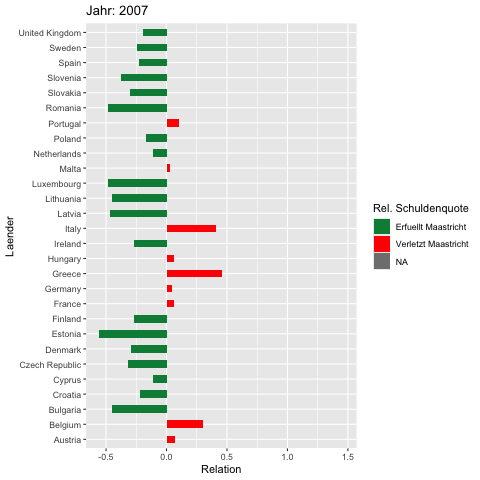 Jahr: 2007
United Kingdom
Sweden
Spain
Slovenia
Slovakia
Romania
Portugal
Poland
Netherlands
Malta
Luxembourg
Lithuania
Latvia
Italy
Ireland
Hungary
Greece
Germany
France
Finland
Estonia
Denmark
Czech Republic
Cyprus
Croatia
Bulgaria
Belgium
Austria
Laender
-0.5 0.0 0.5 1.0 1.5
Relation
Rel. Schuldenquote
Erfuellt Maastricht
Verletzt Maastricht
NA